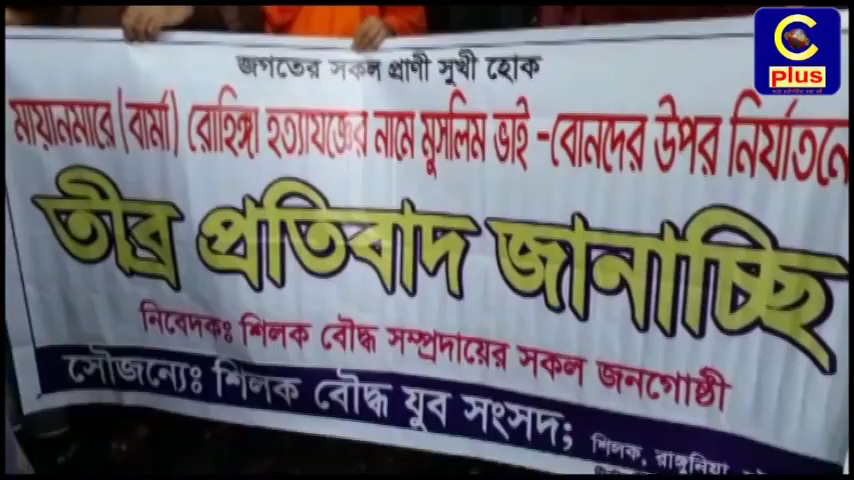 জগতের সকল প্রাণী সুখী হোক
মায়ানমারে (বার্মা) রোহিঙ্গা হত্যাযজ্ঞের নামে মুসলিম ভাই -বোনদের উপর নির্যাতনে
তীব্র প্রতিবাদ জানাচ্ছি
নিবেদকঃ শিলক বৌদ্ধ সম্প্রদায়ের সকল জনগোষ্ঠী
সৌজন্যেঃ শিলক বৌদ্ধ যুব সংসদ;
শিলক, রাঙ্গুনিয়া,
C
plus